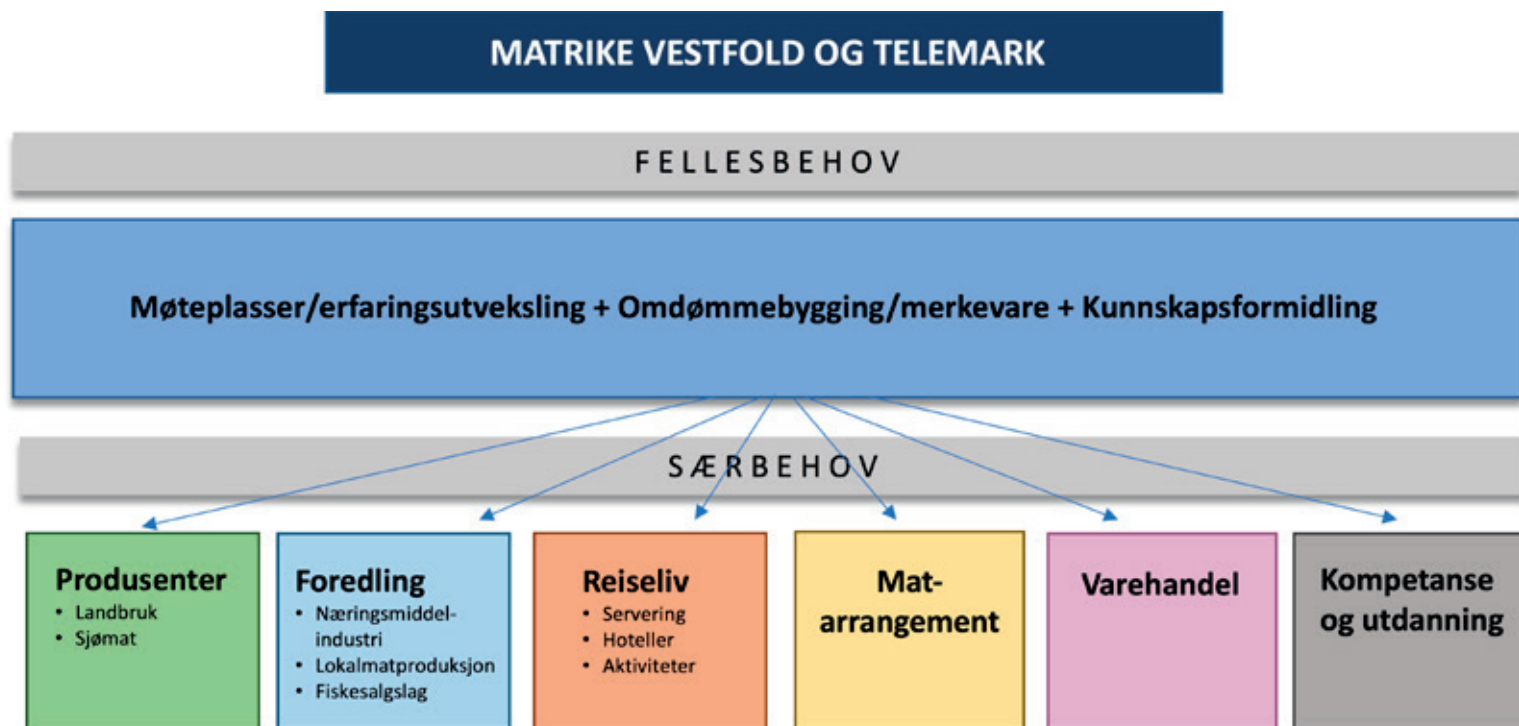 MATRIKE VESTFOLD OG TELEMARK
FELLESBEHOV
Møteplasser/erfaringsutveksling + Omdømmebygging/merkevare + Kunnskapsformidling
SÆRBEHOV
Produsenter
• Landbruk
• Sjømat
Foredling
• Næringsmiddel-
industri
• Lokalmatproduksjon
• Fiskesalgslag
Reiseliv
• Servering
• Hoteller
• Aktiviteter
Mat-
arrangement
Varehandel
Kompetanse
og utdanning